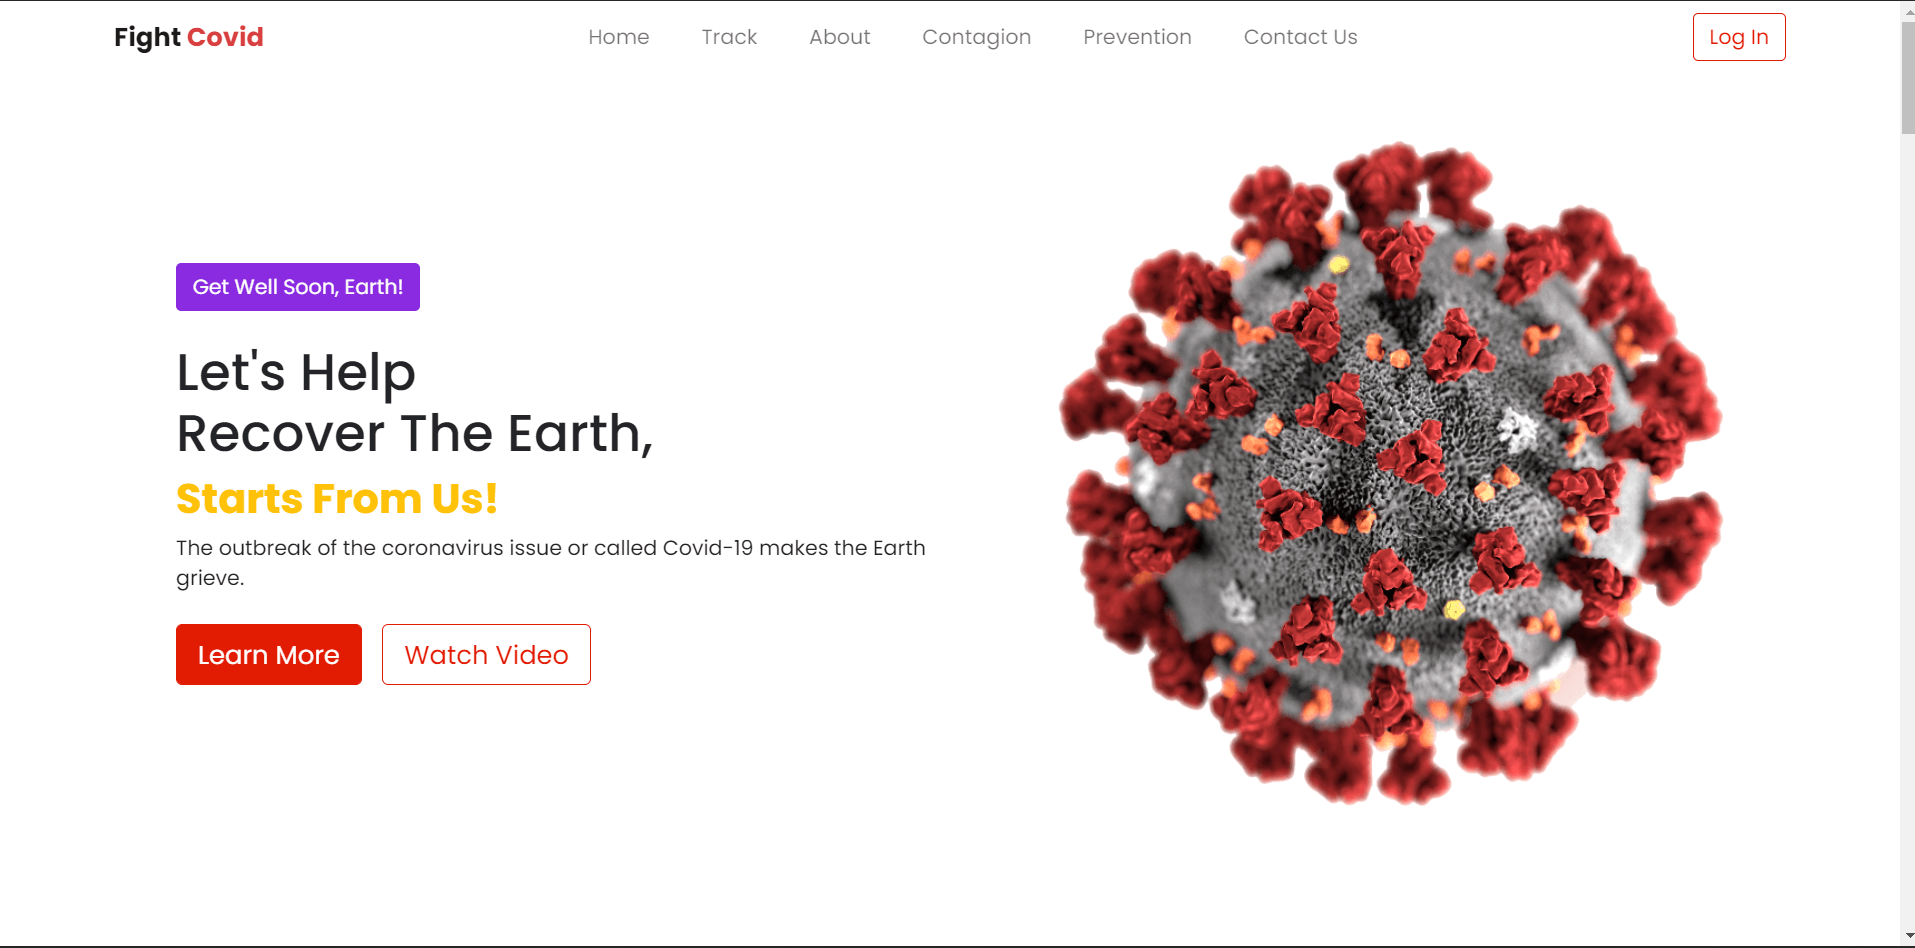 Fight Covid
Home Track About Contagion Prevention Contact Us
Log In
Get Well Soon, Earth!
Let's Help
Recover The Earth,
Starts From Us!
The outbreak of the coronavirus issue or called Covid-19 makes the Earth
grieve.
Learn More
Watch Video